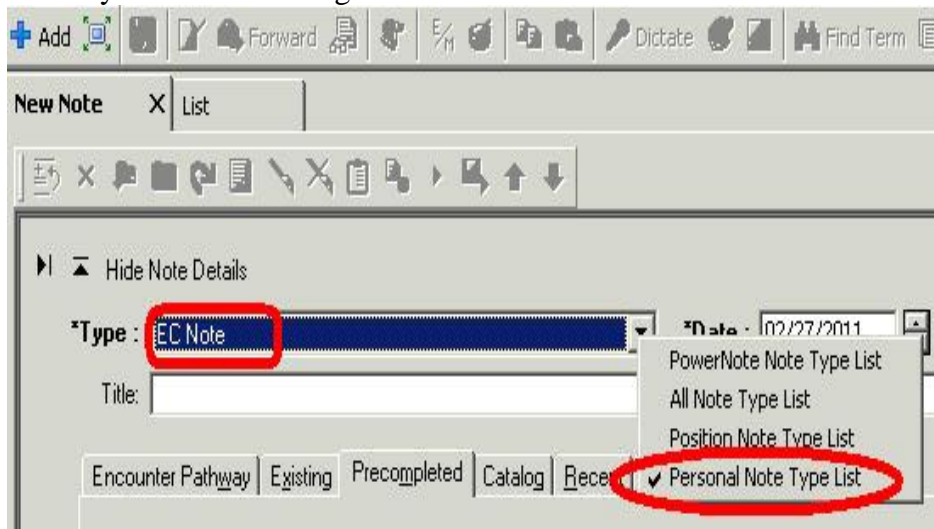 Add Forward E/M Dictate Find Term
New Note X List
Hide Note Details
*Type : EC Note *Date : 02/27/2011
PowerNote Note Type List
Title:
All Note Type List
Position Note Type List
Encounter Pathway Existing Precompleted Catalog Recent
✔ Personal Note Type List